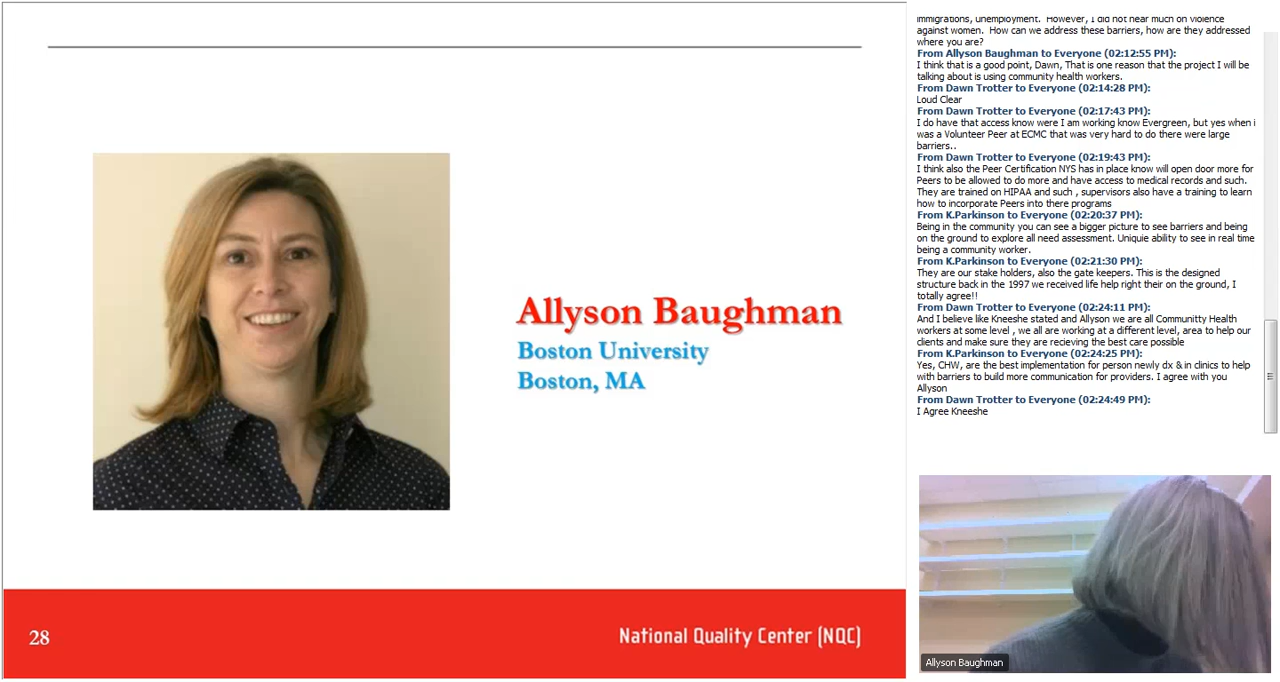 Allyson Baughman
Boston University
Boston, MA
28
National Quality Center (NQC)
immigrations, unemployment. However, I did not hear much on violence
against women. How can we address these barriers, how are they addressed
where you are?
From Allyson Baughman to Everyone (02:12:55 PM):
I think that is a good point, Dawn, That is one reason that the project I will be
talking about is using community health workers.
From Dawn Trotter to Everyone (02:14:28 PM):
Loud Clear
From Dawn Trotter to Everyone (02:17:43 PM):
I do have that access know were I am working know Evergreen, but yes when i
was a Volunteer Peer at ECMC that was very hard to do there were large
barriers..
From Dawn Trotter to Everyone (02:19:43 PM):
I think also the Peer Certification NYS has in place know will open door more for
Peers to be allowed to do more and have access to medical records and such.
They are trained on HIPAA and such , supervisors also have a training to learn
how to incorporate Peers into there programs
From K.Parkinson to Everyone (02:20:37 PM):
Being in the community you can see a bigger picture to see barriers and being
on the ground to explore all need assessment. Unique ability to see in real time
being a community worker.
From K.Parkinson to Everyone (02:21:30 PM):
They are our stake holders, also the gate keepers. This is the designed
structure back in the 1997 we received life help right their on the ground, I
totally agree!!
From Dawn Trotter to Everyone (02:24:11 PM):
And I believe like Kneeshe stated and Allyson we are all Communitty Health
workers at some level , we all are working at a different level, area to help our
clients and make sure they are recieving the best care possible
From K.Parkinson to Everyone (02:24:25 PM):
Yes, CHW, are the best implementation for person newly dx & in clinics to help
with barriers to build more communication for providers. I agree with you
Allyson
From Dawn Trotter to Everyone (02:24:49 PM):
I Agree Kneeshe
Allyson Baughman